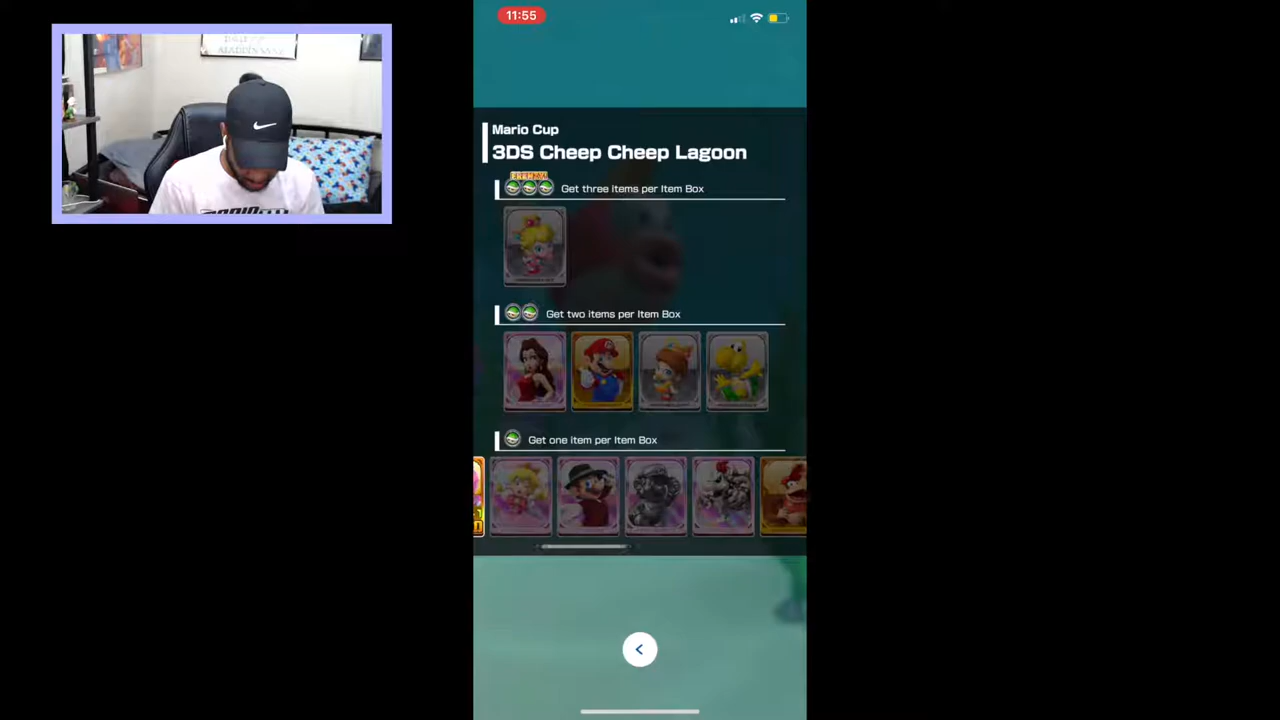 11:55
Mario Cup
3DS Cheep Cheep Lagoon
FRENZY!
Get three items per Item Box
Get two items per Item Box
Get one item per Item Box